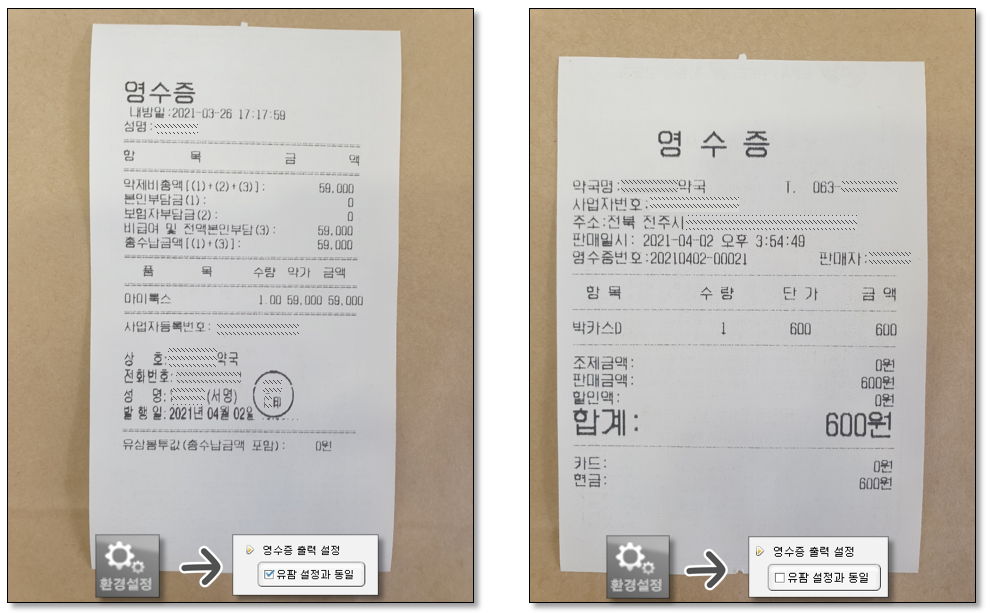 영수증
내방일:2021-03-26 17:17:59
성명:
항 목 금 액
약제비총액[(1)+(2)+(3)]: 59,000
본인부담금(1): 0
보험자부담금(2): 0
비급여 및 전액본인부담(3): 59,000
총수납금액[(1)+(3)]: 59,000
품 목 수량 약가 금액
아이록스 1.00 59,000 59,000
사업자등록번호:
상 호: 약국
전화번호:
성 명: (서명)
印
발 행 일: 2021년 04월 02일
유상봉투값(총수납금액 포함): 0원
환경설정
영수증 출력 설정
유팜 설정과 동일
영 수 증
약국명: 약국 T. 063-
사업자번호:
주소:전북 전주시
판매일시: 2021-04-02 오후 3:54:49
영수증번호:20210402-00021 판매자:
항 목 수 량 단 가 금 액
박카스D 1 600 600
조제금액: 0원
판매금액: 600원
할인액: 0원
합계: 600원
카드: 0원
현금: 600원
환경설정
영수증 출력 설정
유팜 설정과 동일